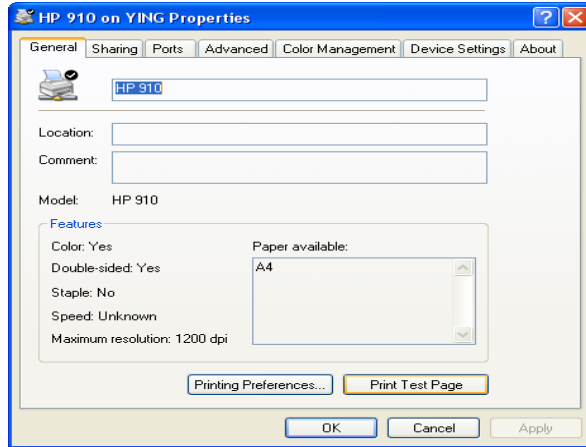 HP 910 on YING Properties
General Sharing Ports Advanced Color Management Device Settings About
HP 910
Location:
Comment:
Model: HP 910
Features
Color: Yes Paper available:
Double-sided: Yes A4
Staple: No
Speed: Unknown
Maximum resolution: 1200 dpi
Printing Preferences... Print Test Page
OK Cancel Apply